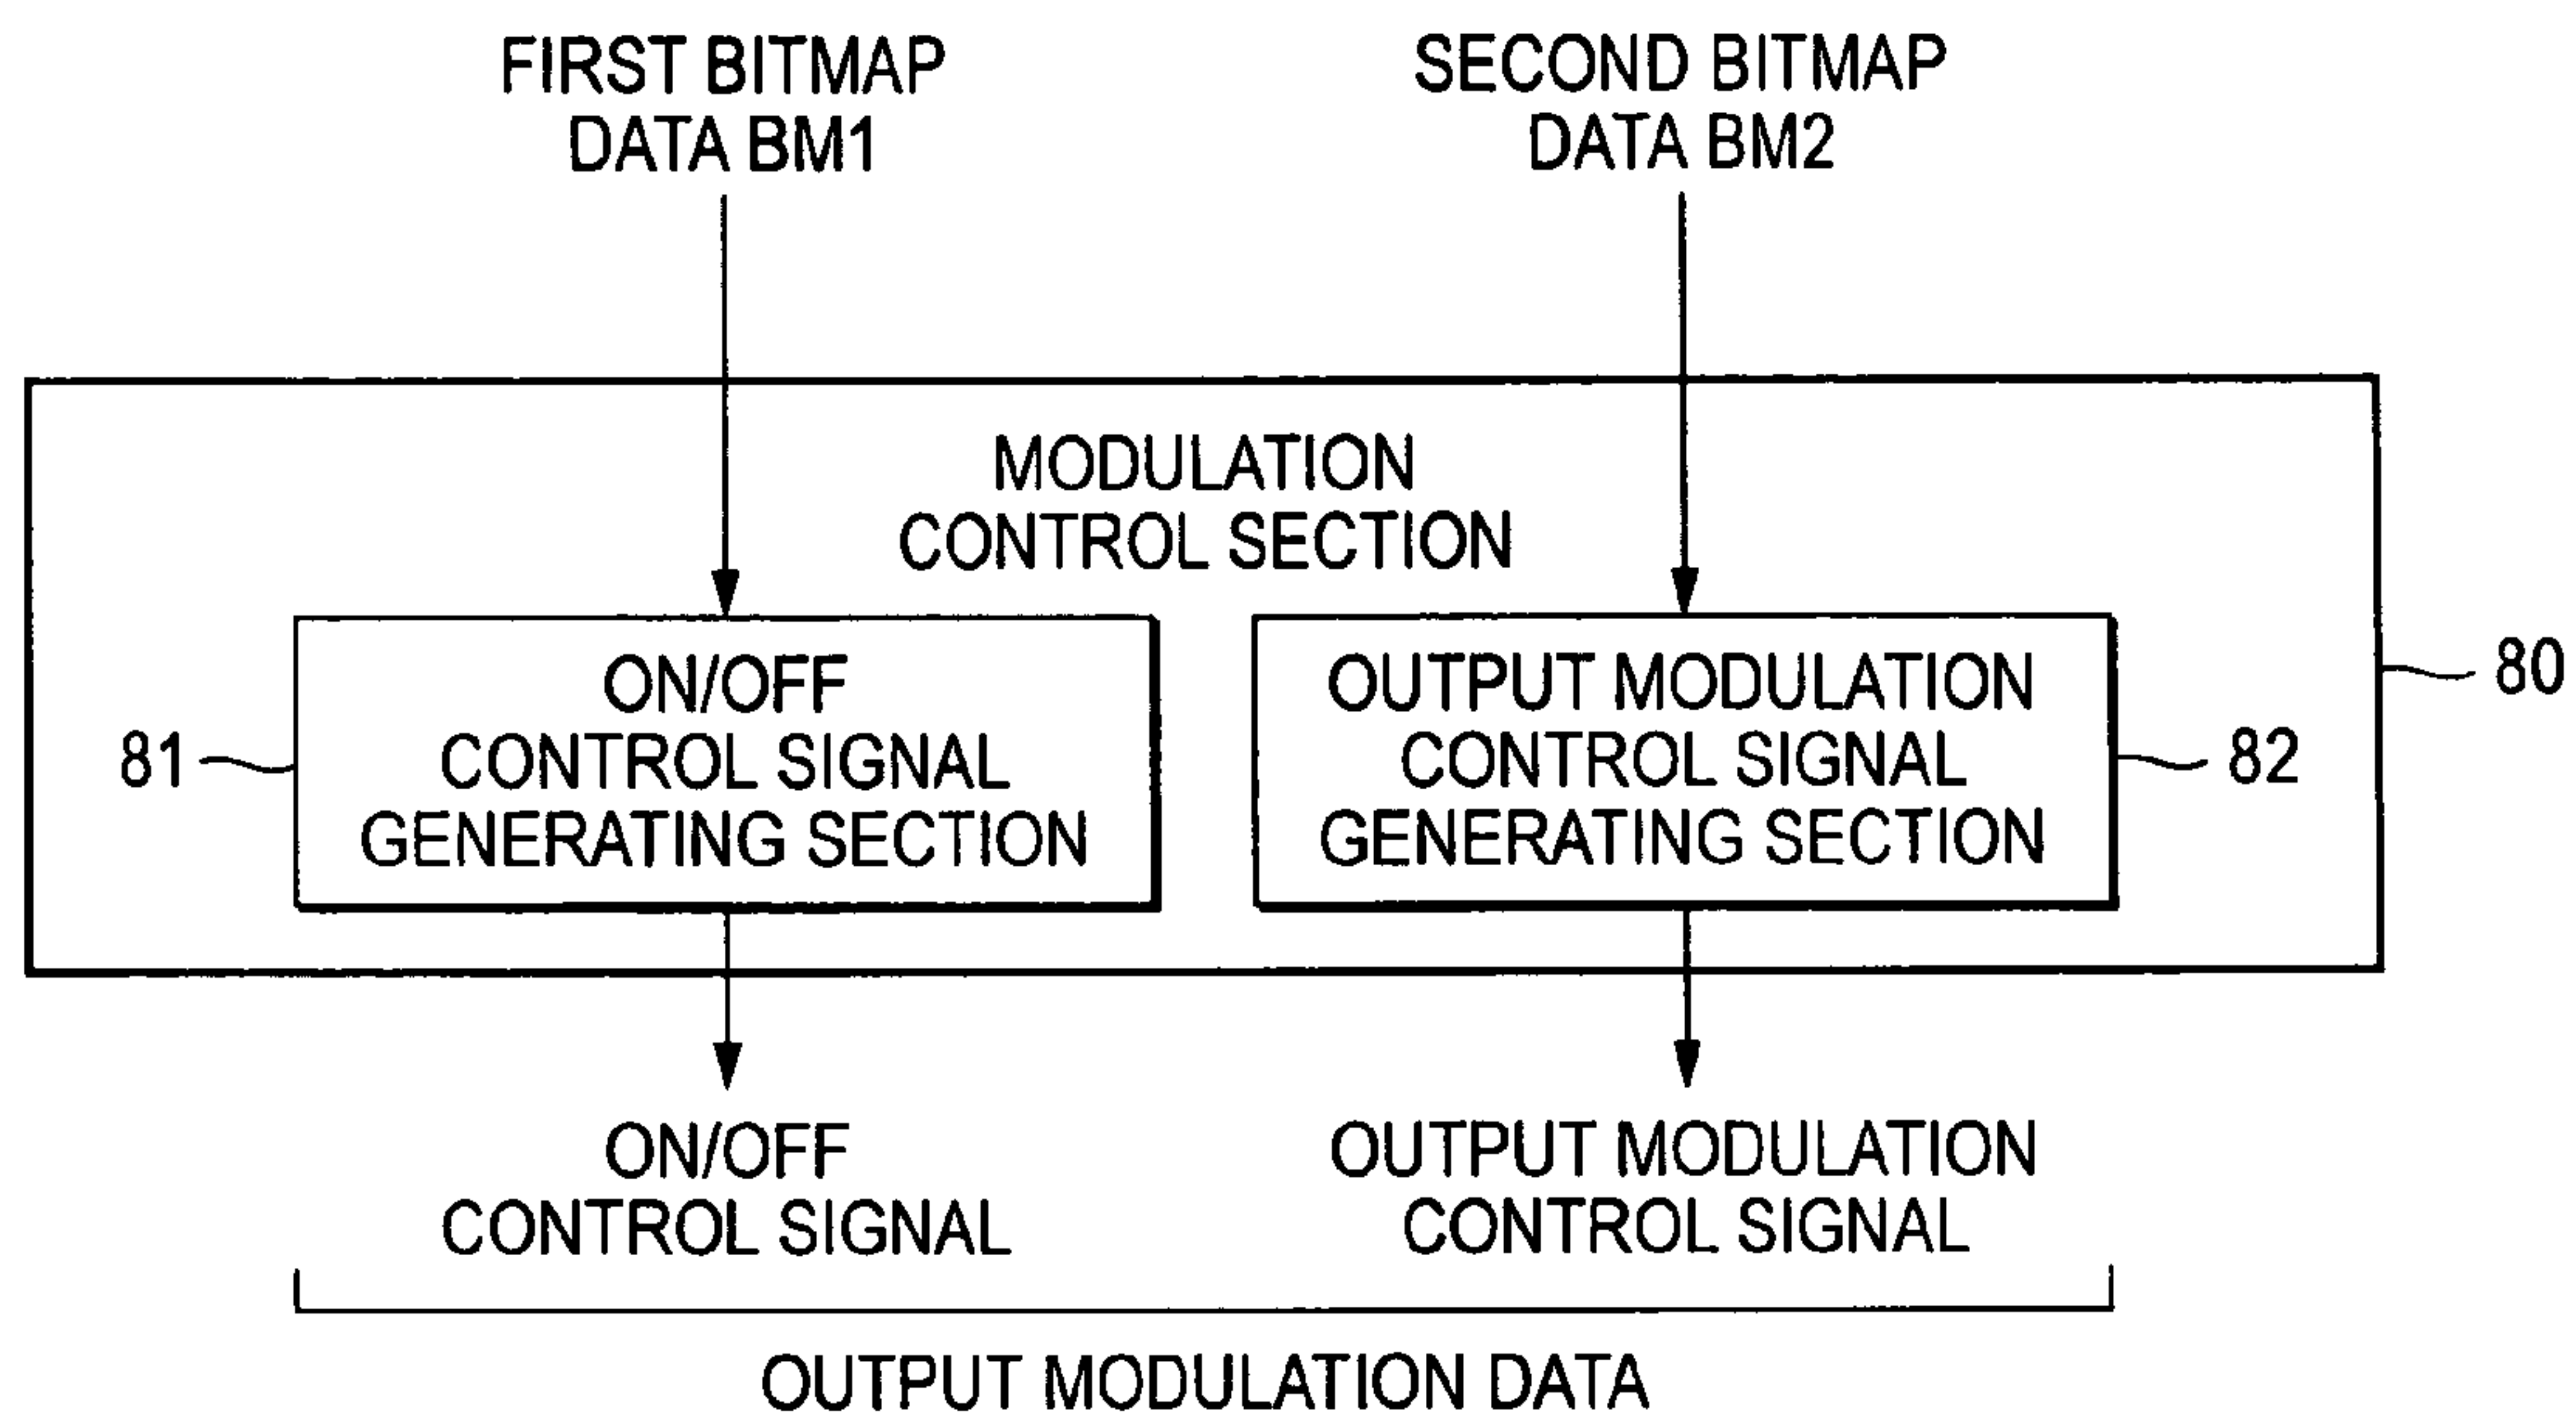 FIRST BITMAP
DATA BM1
SECOND BITMAP
DATA BM2
MODULATION
CONTROL SECTION
ON/OFF
CONTROL SIGNAL
GENERATING SECTION
81
OUTPUT MODULATION
CONTROL SIGNAL
GENERATING SECTION
82
80
ON/OFF
CONTROL SIGNAL
OUTPUT MODULATION
CONTROL SIGNAL
OUTPUT MODULATION DATA